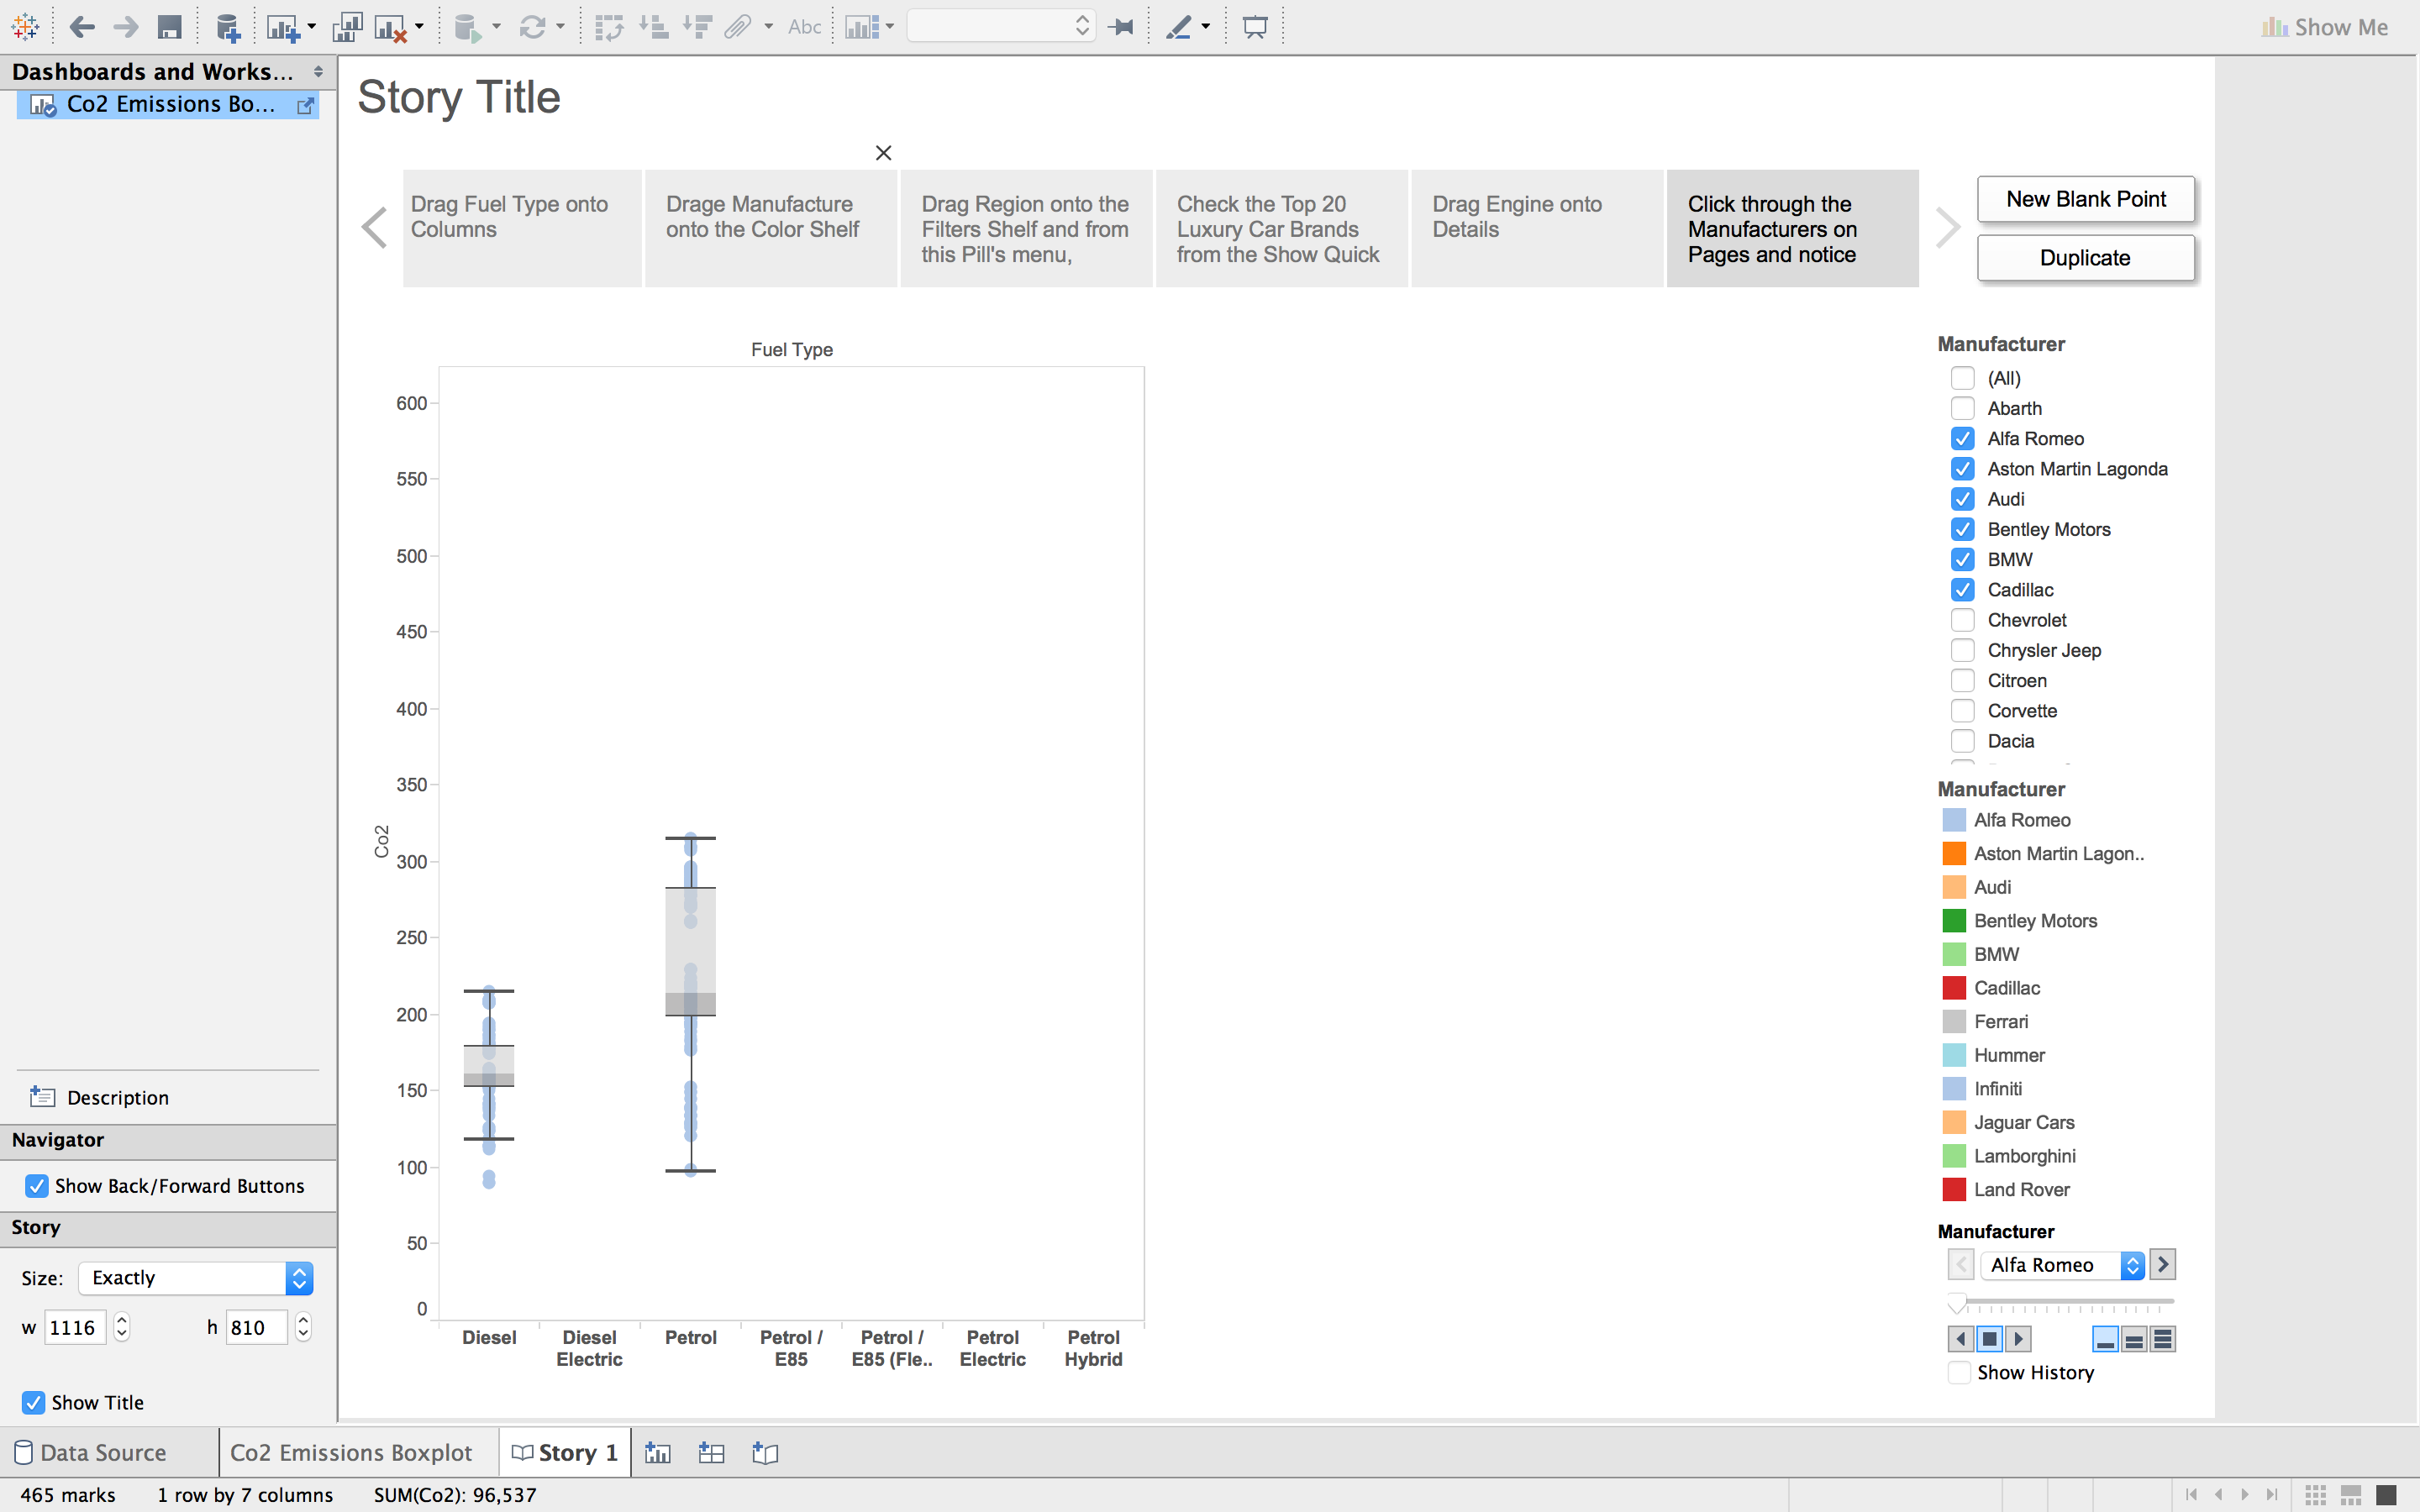 Abc
Show Me
Dashboards and Works...
Co2 Emissions Bo...
Story Title
Drag Fuel Type onto
Columns
Drage Manufacture
onto the Color Shelf
Drag Region onto the
Filters Shelf and from
this Pill's menu,
Check the Top 20
Luxury Car Brands
from the Show Quick
Drag Engine onto
Details
Click through the
Manufacturers on
Pages and notice
New Blank Point
Duplicate
Fuel Type
600
550
500
450
400
350
300
250
200
150
100
50
0
Co2
Diesel
Diesel
Electric
Petrol
Petrol /
E85
Petrol /
E85 (Fle..
Petrol
Electric
Petrol
Hybrid
Manufacturer
(All)
Abarth
Alfa Romeo
Aston Martin Lagonda
Audi
Bentley Motors
BMW
Cadillac
Chevrolet
Chrysler Jeep
Citroen
Corvette
Dacia
Manufacturer
Alfa Romeo
Aston Martin Lagon..
Audi
Bentley Motors
BMW
Cadillac
Ferrari
Hummer
Infiniti
Jaguar Cars
Lamborghini
Land Rover
Manufacturer
Alfa Romeo
Show History
Description
Navigator
Show Back/Forward Buttons
Story
Size: Exactly
w 1116 h 810
Show Title
Data Source
Co2 Emissions Boxplot
Story 1
465 marks 1 row by 7 columns SUM(Co2): 96,537